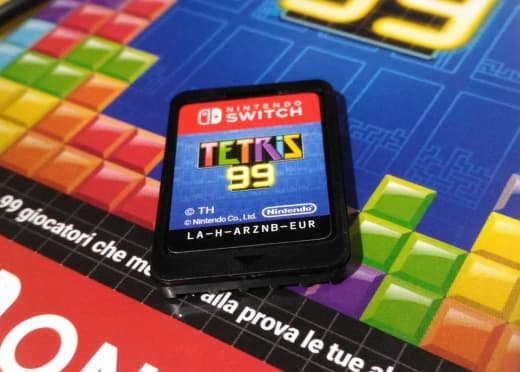 99
NINTENDO
SWITCH
TETRIS
99
© TH
© Nintendo Co., Ltd. Nintendo
LA-H-ARZNB-EUR
99 giocatori che
alla prova le tue